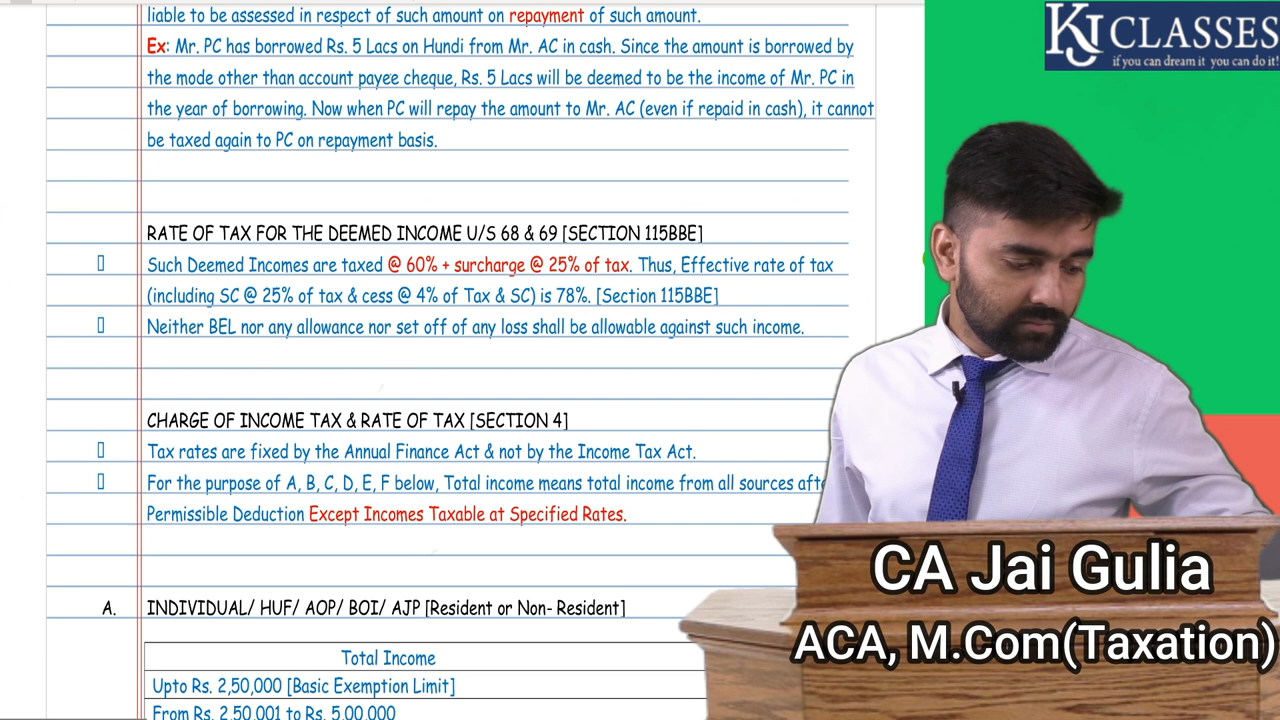 liable to be assessed in respect of such amount on repayment of such amount.
Ex: Mr. PC has borrowed Rs. 5 Lacs on Hundi from Mr. AC in cash. Since the amount is borrowed by
the mode other than account payee cheque, Rs. 5 Lacs will be deemed to be the income of Mr. PC in
the year of borrowing. Now when PC will repay the amount to Mr. AC (even if repaid in cash), it cannot
be taxed again to PC on repayment basis.
RATE OF TAX FOR THE DEEMED INCOME U/S 68 & 69 [SECTION 115BBE]
Such Deemed Incomes are taxed @ 60% + surcharge @ 25% of tax. Thus, Effective rate of tax
(including SC @ 25% of tax & cess @ 4% of Tax & SC) is 78%. [Section 115BBE]
Neither BEL nor any allowance nor set off of any loss shall be allowable against such income.
CHARGE OF INCOME TAX & RATE OF TAX [SECTION 4]
Tax rates are fixed by the Annual Finance Act & not by the Income Tax Act.
For the purpose of A, B, C, D, E, F below, Total income means total income from all sources
Permissible Deduction Except Incomes Taxable at Specified Rates.
A. INDIVIDUAL/ HUF/ AOP/ BOI/ AJP [Resident or Non- Resident]
Total Income
Upto Rs. 2,50,000 [Basic Exemption Limit]
From Rs. 2,50,001 to Rs. 5,00,000
KJ CLASSES
if you can dream it you can do it!
CA Jai Gulia
ACA, M.Com(Taxation)